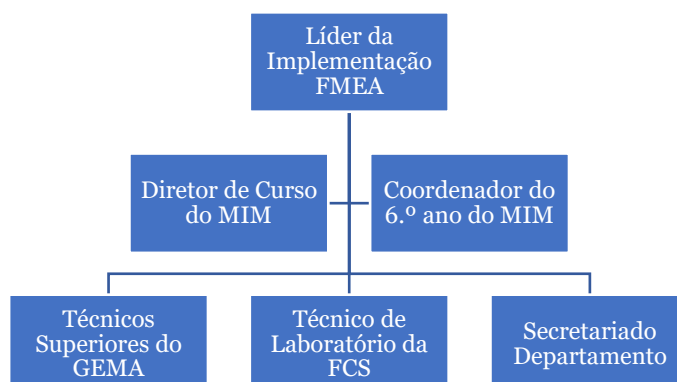 Líder da
Implementação
FMEA
Diretor de Curso
do MIM
Coordenador do
6.º ano do MIM
Técnicos
Superiores do
GEMA
Técnico de
Laboratório da
FCS
Secretariado
Departamento